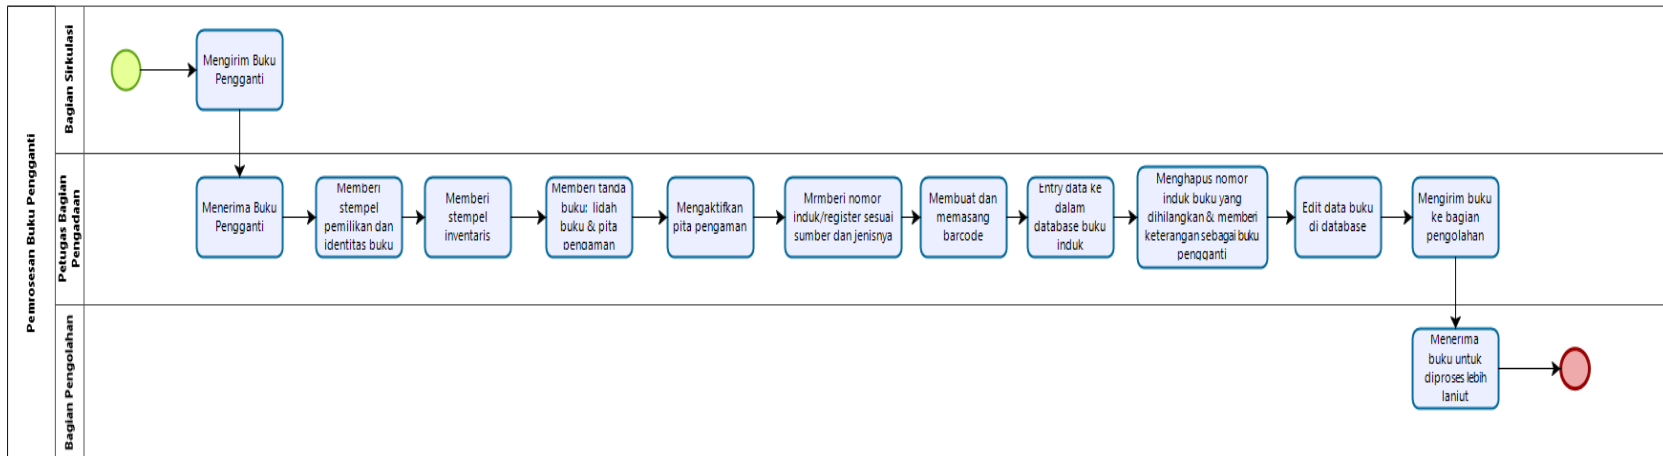 Pemrosesan Buku Pengganti
Bagian Sirkulasi
Mengirim Buku
Pengganti
Petugas Bagian
Pengadaan
Menerima Buku
Pengganti
Memberi
stempel
pemilikan dan
identitas buku
Memberi
stempel
inventaris
Memberi tanda
buku: lidah
buku & pita
pengaman
Mengaktifkan
pita pengaman
Mrmberi nomor
induk/register sesuai
sumber dan jenisnya
Membuat dan
memasang
barcode
Entry data ke
dalam
database buku
induk
Menghapus nomor
induk buku yang
dihilangkan & memberi
keterangan sebagai buku
pengganti
Edit data buku
di database
Mengirim buku
ke bagian
pengolahan
Bagian Pengolahan
Menerima
buku untuk
diproses lebih
lanjut